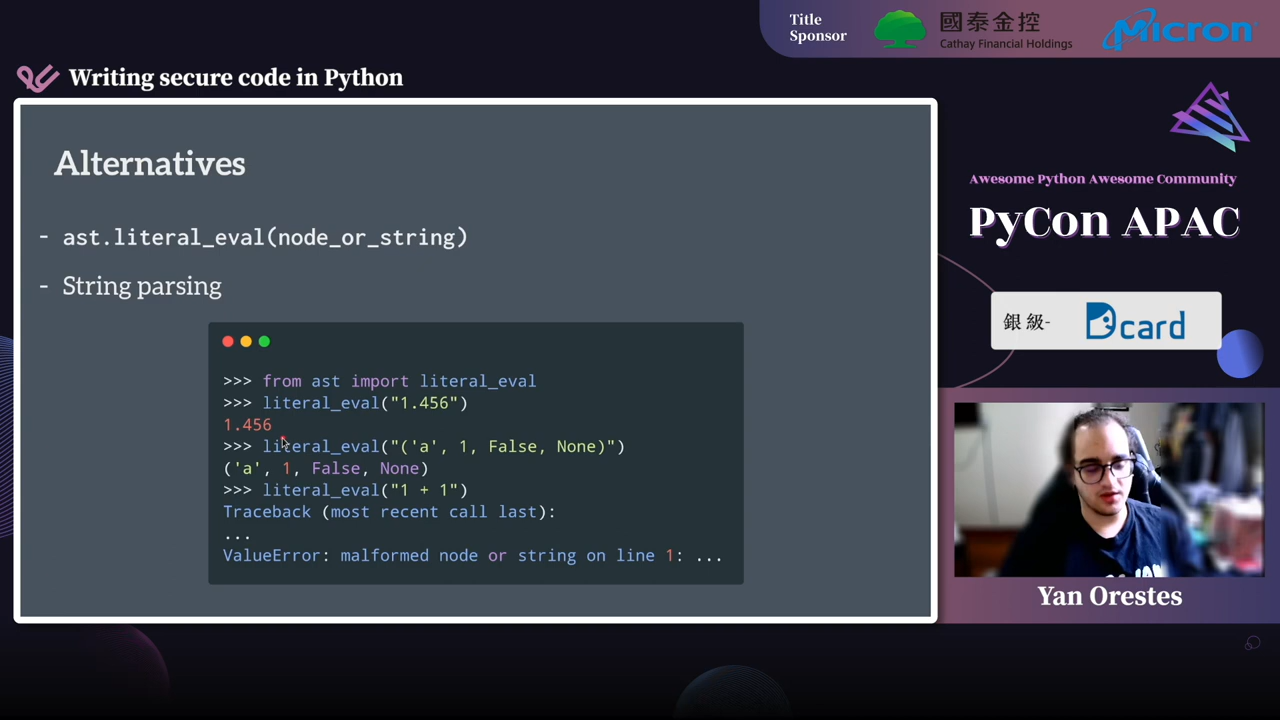 Title
Sponsor
國泰金控
Cathay Financial Holdings
Micron
Writing secure code in Python
Alternatives
- ast.literal_eval(node_or_string)
- String parsing
>>> from ast import literal_eval
>>> literal_eval("1.456")
1.456
>>> literal_eval("('a', 1, False, None)")
('a', 1, False, None)
>>> literal_eval("1 + 1")
Traceback (most recent call last):
...
ValueError: malformed node or string on line 1: ...
Awesome Python Awesome Community
PyCon APAC
銀級-
Dcard
Yan Orestes